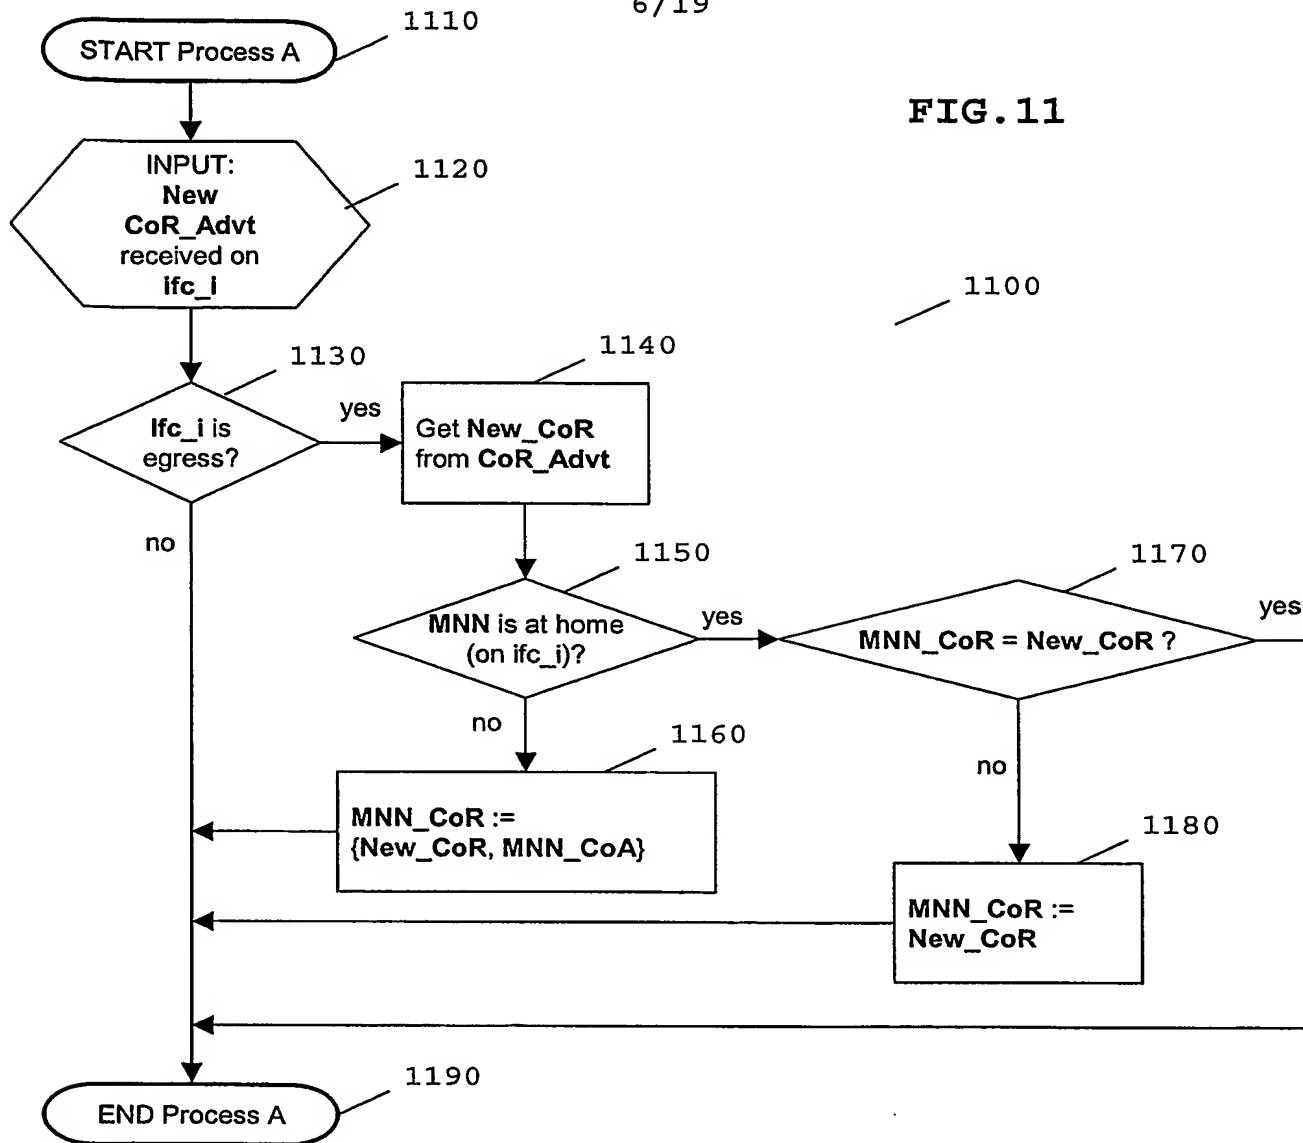 6/19
1110
START Process A
FIG.11
INPUT:
New
CoR_Advt
received on
ifc_i
1120
1100
1130
1140
Ifc_i is
egress?
yes
Get New_CoR
from CoR_Advt
no
1150
1170
MNN is at home
(on ifc_i)?
yes
MNN_CoR = New_CoR ?
yes
no
1160
no
MNN_CoR :=
{New_CoR, MNN_CoA}
1180
MNN_CoR :=
New_CoR
1190
END Process A